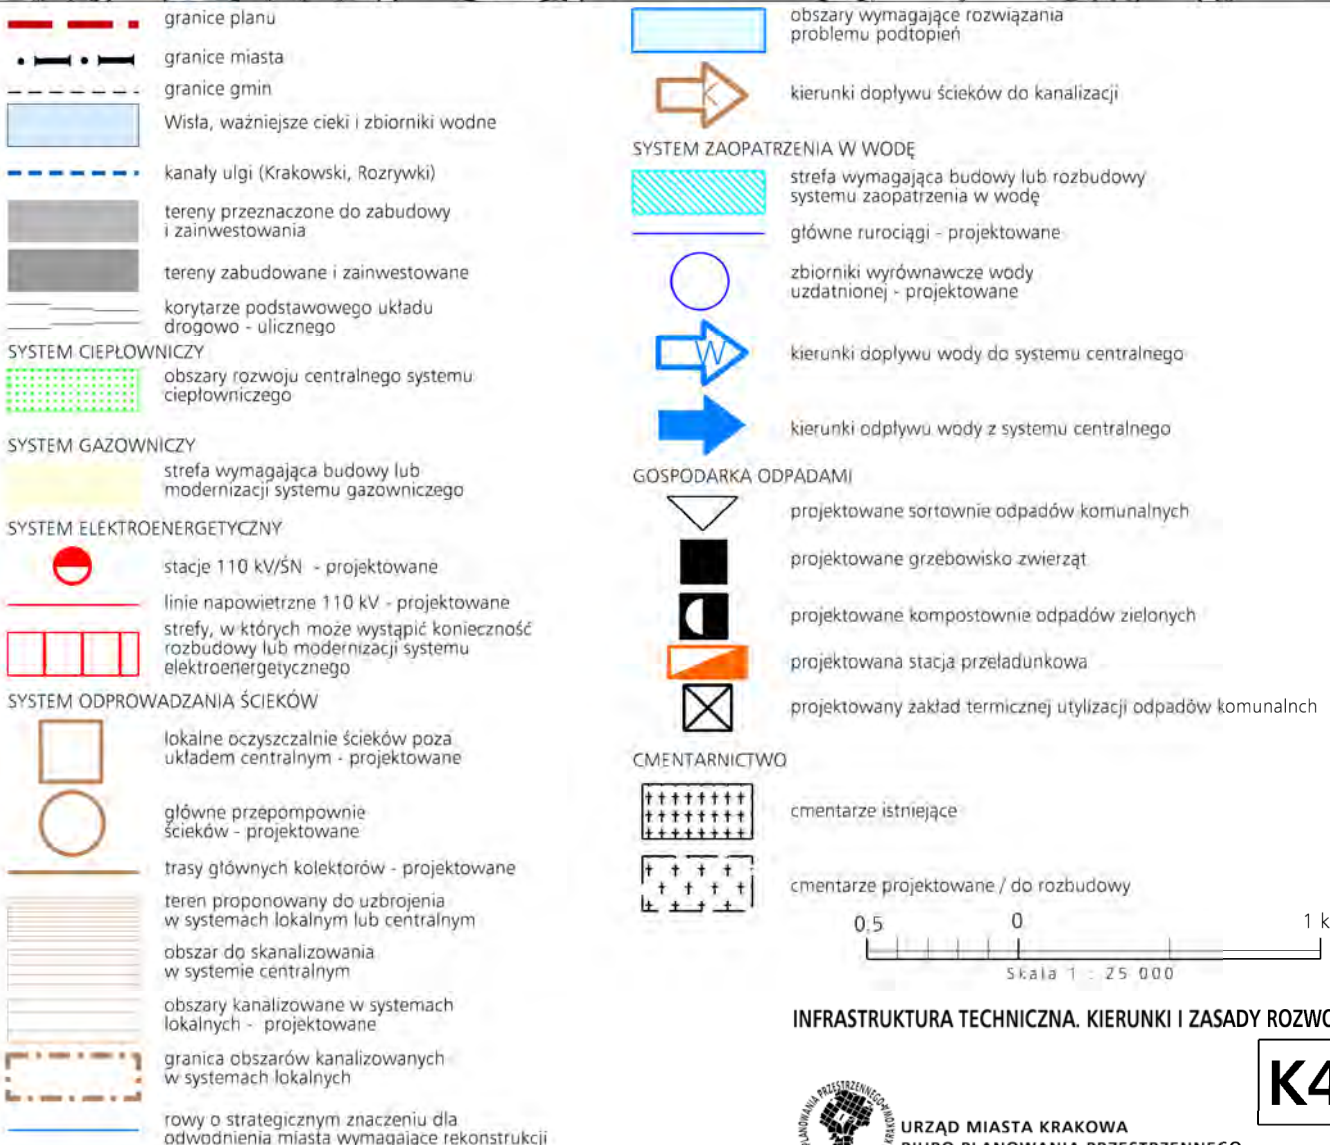 granice planu
granice miasta
granice gmin
Wisła, ważniejsze cieki i zbiorniki wodne
kanały ulgi (Krakowski, Rozrywki)
tereny przeznaczone do zabudowy
i zainwestowania
tereny zabudowane i zainwestowane
korytarze podstawowego układu
drogowo - ulicznego
SYSTEM CIEPŁOWNICZY
obszary rozwoju centralnego systemu
ciepłowniczego
SYSTEM GAZOWNICZY
strefa wymagająca budowy lub
modernizacji systemu gazowniczego
SYSTEM ELEKTROENERGETYCZNY
stacje 110 kV/ŚN - projektowane
linie napowietrzne 110 kV - projektowane
strefy, w których może wystąpić konieczność
rozbudowy lub modernizacji systemu
elektroenergetycznego
SYSTEM ODPROWADZANIA ŚCIEKÓW
lokalne oczyszczalnie ścieków poza
układem centralnym - projektowane
główne przepompownie
ścieków - projektowane
trasy głównych kolektorów - projektowane
teren proponowany do uzbrojenia
w systemach lokalnym lub centralnym
obszar do skanalizowania
w systemie centralnym
obszary kanalizowane w systemach
lokalnych - projektowane
granica obszarów kanalizowanych
w systemach lokalnych
rowy o strategicznym znaczeniu dla
odwodnienia miasta wymagające rekonstrukcji
obszary wymagające rozwiązania
problemu podtopień
K
kierunki dopływu ścieków do kanalizacji
SYSTEM ZAOPATRZENIA W WODĘ
strefa wymagająca budowy lub rozbudowy
systemu zaopatrzenia w wodę
główne rurociągi - projektowane
zbiorniki wyrównawcze wody
uzdatnionej - projektowane
W
kierunki dopływu wody do systemu centralnego
kierunki odpływu wody z systemu centralnego
GOSPODARKA ODPADAMI
projektowane sortownie odpadów komunalnych
projektowane grzebowisko zwierząt
projektowane kompostownie odpadów zielonych
projektowana stacja przeładunkowa
projektowany zakład termicznej utylizacji odpadów komunalnch
CMENTARNICTWO
cmentarze istniejące
cmentarze projektowane / do rozbudowy
0,5 0 1 k
Skala 1 : 25 000
INFRASTRUKTURA TECHNICZNA. KIERUNKI I ZASADY ROZWO
K4
URZĄD MIASTA KRAKOWA
BIURO PLANOWANIA PRZESTRZENNEGO